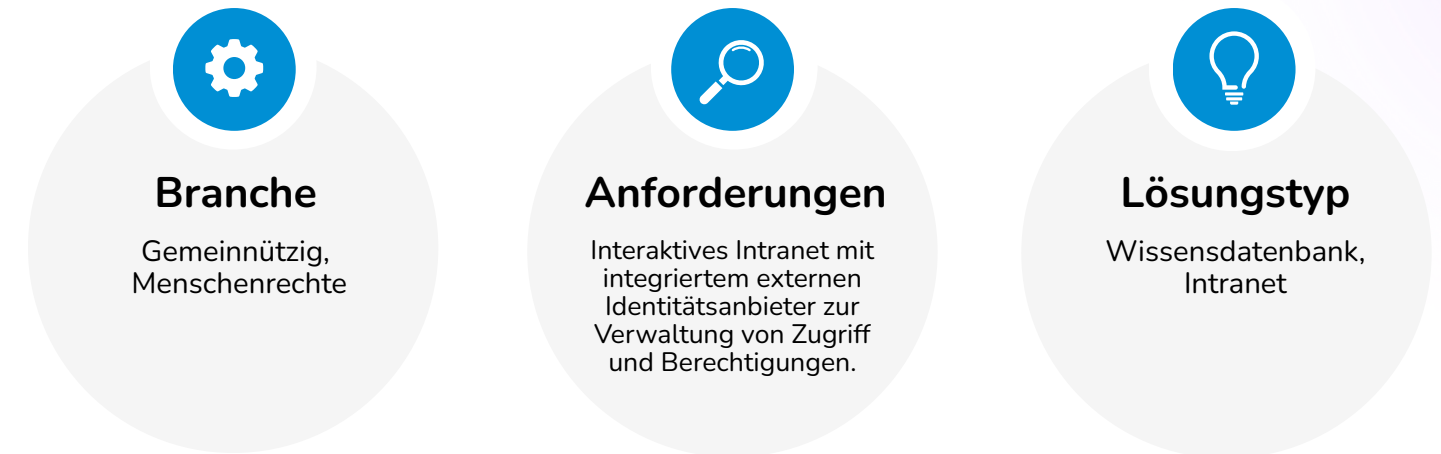 Branche
Gemeinnützig,
Menschenrechte
Anforderungen
Interaktives Intranet mit
integriertem externen
Identitätsanbieter zur
Verwaltung von Zugriff
und Berechtigungen.
Lösungstyp
Wissensdatenbank,
Intranet